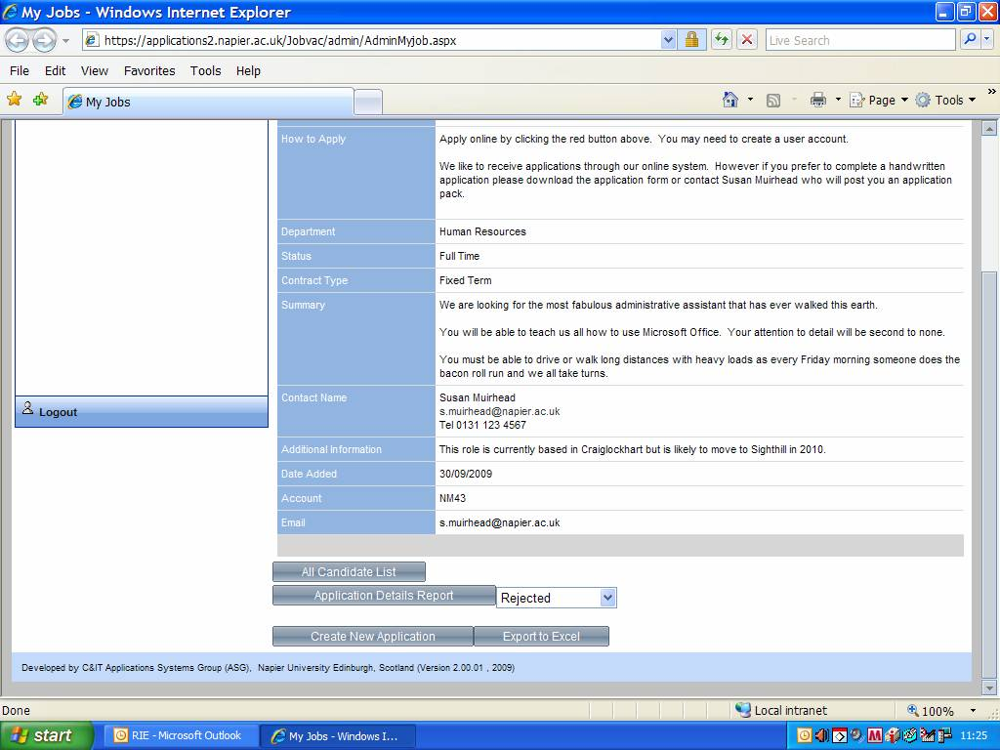 My Jobs - Windows Internet Explorer
https://applications2.napier.ac.uk/Jobvac/admin/AdminMyjob.aspx
Live Search
File Edit View Favorites Tools Help
My Jobs
Page
Tools
How to Apply
Apply online by clicking the red button above. You may need to create a user account.
We like to receive applications through our online system. However if you prefer to complete a handwritten
application please download the application form or contact Susan Muirhead who will post you an application
pack.
Department
Human Resources
Status
Full Time
Contract Type
Fixed Term
Summary
We are looking for the most fabulous administrative assistant that has ever walked this earth.
You will be able to teach us all how to use Microsoft Office. Your attention to detail will be second to none.
You must be able to drive or walk long distances with heavy loads as every Friday morning someone does the
bacon roll run and we all take turns.
Logout
Contact Name
Susan Muirhead
s.muirhead@napier.ac.uk
Tel 0131 123 4567
Additional Information
This role is currently based in Craiglockhart but is likely to move to Sighthill in 2010.
Date Added
30/09/2009
Account
NM43
Email
s.muirhead@napier.ac.uk
All Candidate List
Application Details Report
Rejected
Create New Application
Export to Excel
Developed by C&IT Applications Systems Group (ASG), Napier University Edinburgh, Scotland (Version 2.00.01 , 2009)
Done
Local intranet
100%
start
RIE - Microsoft Outlook
My Jobs - Windows I...
11:25